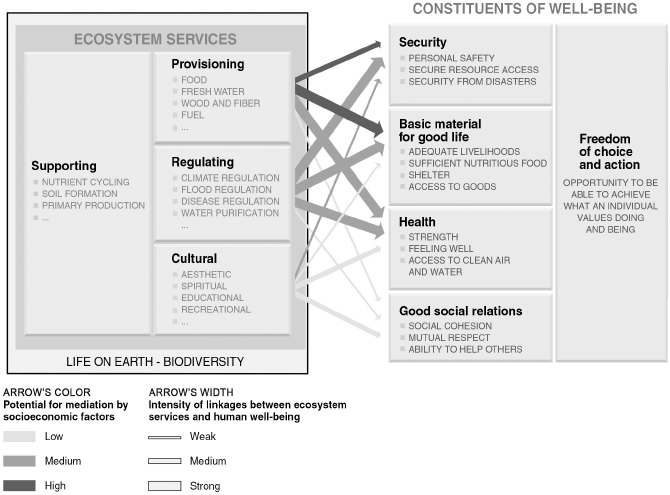 CONSTITUENTS OF WELL-BEING
ECOSYSTEM SERVICES
Supporting
NUTRIENT CYCLING
SOIL FORMATION
PRIMARY PRODUCTION
...
Provisioning
FOOD
FRESH WATER
WOOD AND FIBER
FUEL
...
Regulating
CLIMATE REGULATION
FLOOD REGULATION
DISEASE REGULATION
WATER PURIFICATION
...
Cultural
AESTHETIC
SPIRITUAL
EDUCATIONAL
RECREATIONAL
...
LIFE ON EARTH - BIODIVERSITY
Security
PERSONAL SAFETY
SECURE RESOURCE ACCESS
SECURITY FROM DISASTERS
Basic material
for good life
ADEQUATE LIVELIHOODS
SUFFICIENT NUTRITIOUS FOOD
SHELTER
ACCESS TO GOODS
Health
STRENGTH
FEELING WELL
ACCESS TO CLEAN AIR
AND WATER
Good social relations
SOCIAL COHESION
MUTUAL RESPECT
ABILITY TO HELP OTHERS
Freedom
of choice
and action
OPPORTUNITY TO BE
ABLE TO ACHIEVE
WHAT AN INDIVIDUAL
VALUES DOING
AND BEING
ARROW'S COLOR
Potential for mediation by
socioeconomic factors
Low
Medium
High
ARROW'S WIDTH
Intensity of linkages between ecosystem
services and human well-being
Weak
Medium
Strong